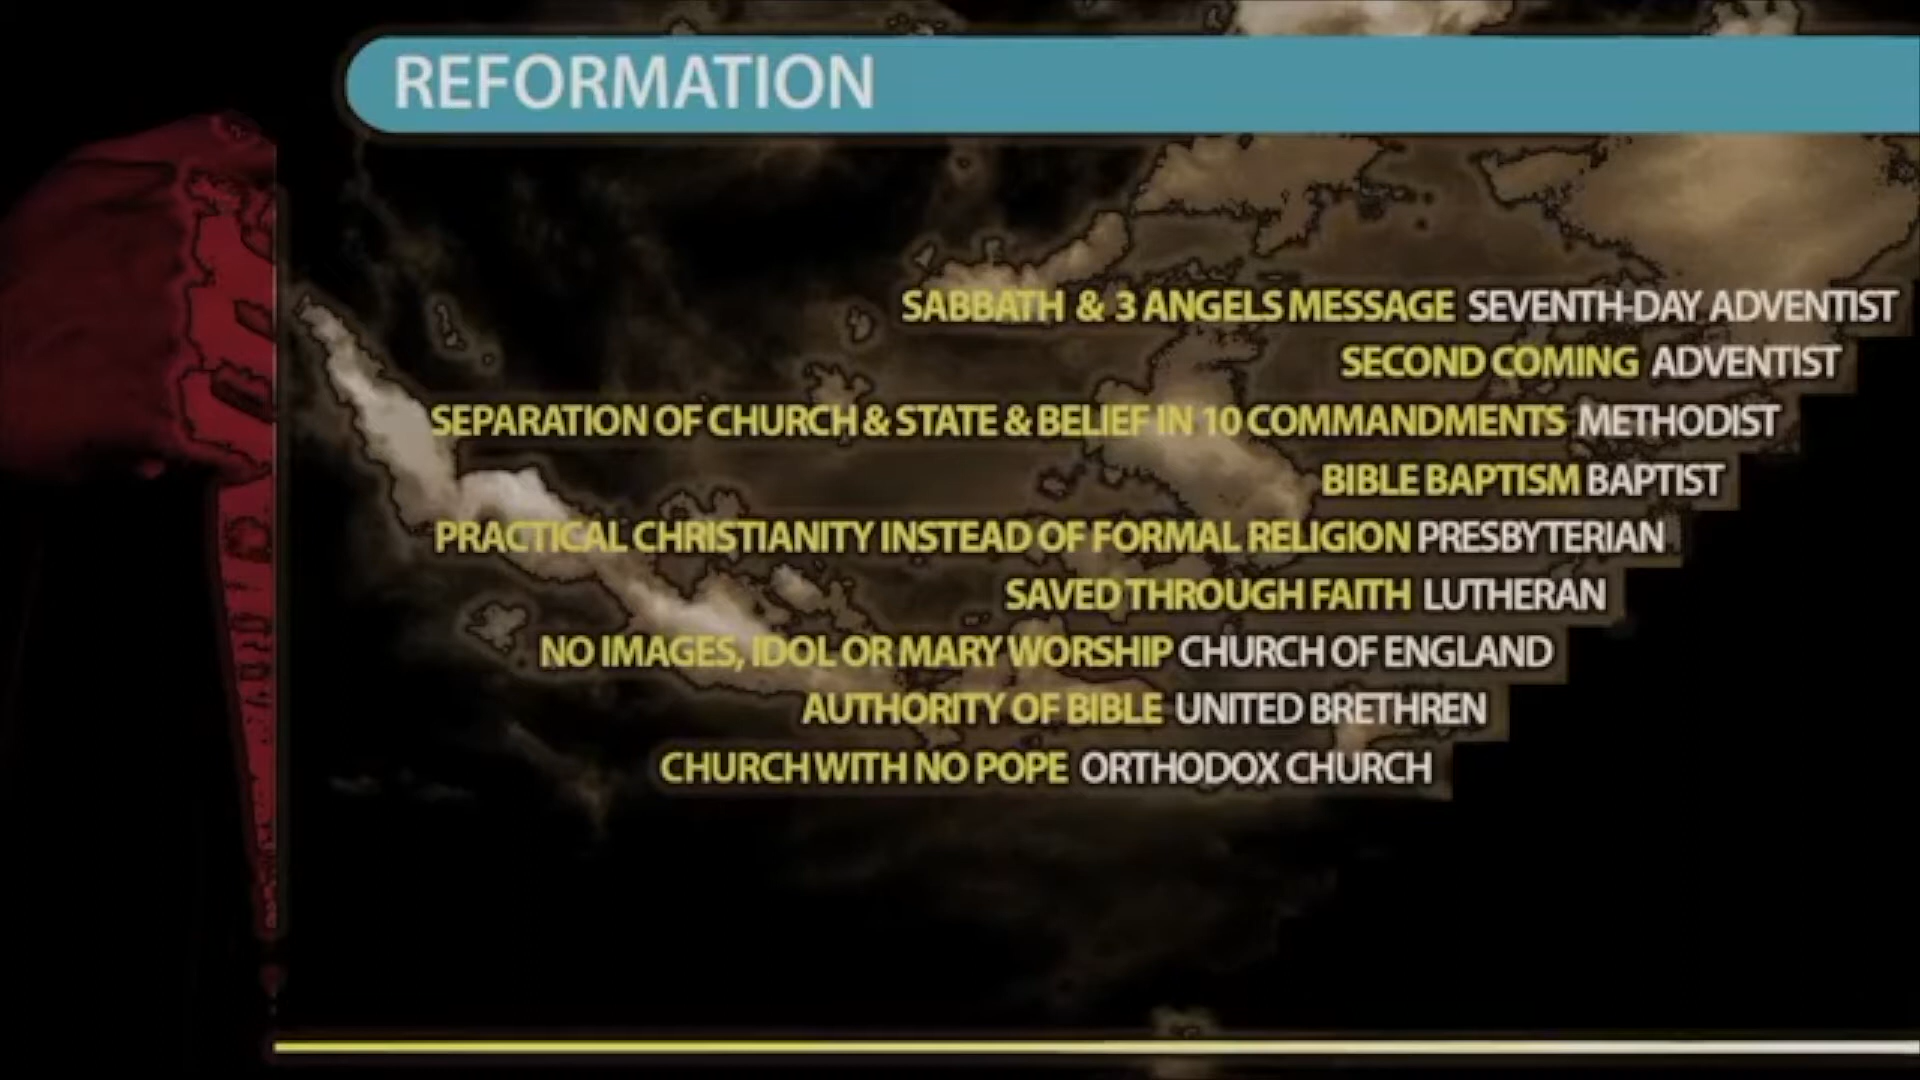 REFORMATION
SABBATH & 3 ANGELS MESSAGE SEVENTH-DAY ADVENTIST
SECOND COMING ADVENTIST
SEPARATION OF CHURCH & STATE & BELIEF IN 10 COMMANDMENTS METHODIST
BIBLE BAPTISM BAPTIST
PRACTICAL CHRISTIANITY INSTEAD OF FORMAL RELIGION PRESBYTERIAN
SAVED THROUGH FAITH LUTHERAN
NO IMAGES, IDOL OR MARY WORSHIP CHURCH OF ENGLAND
AUTHORITY OF BIBLE UNITED BRETHREN
CHURCH WITH NO POPE ORTHODOX CHURCH